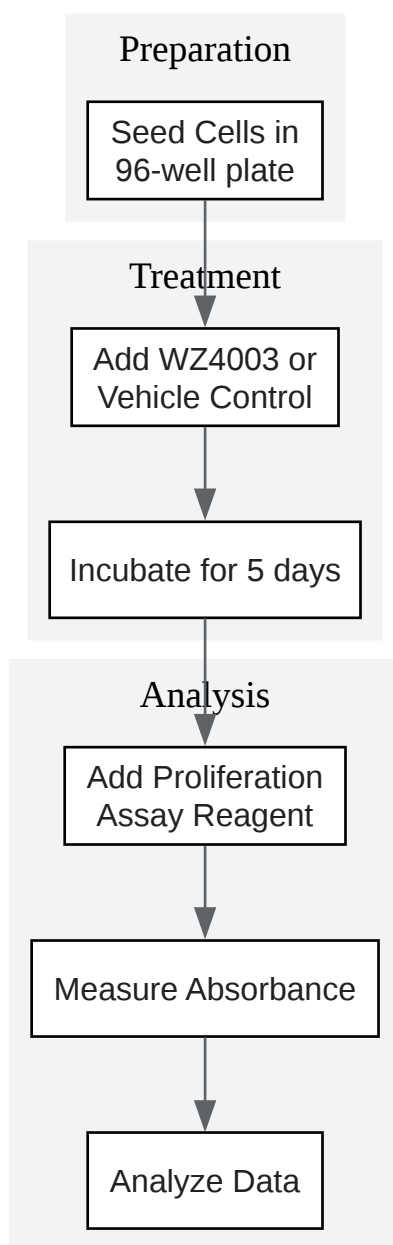 Preparation
Seed Cells in
96-well plate
Treatment
Add WZ4003 or
Vehicle Control
Incubate for 5 days
Analysis
Add Proliferation
Assay Reagent
Measure Absorbance
Analyze Data